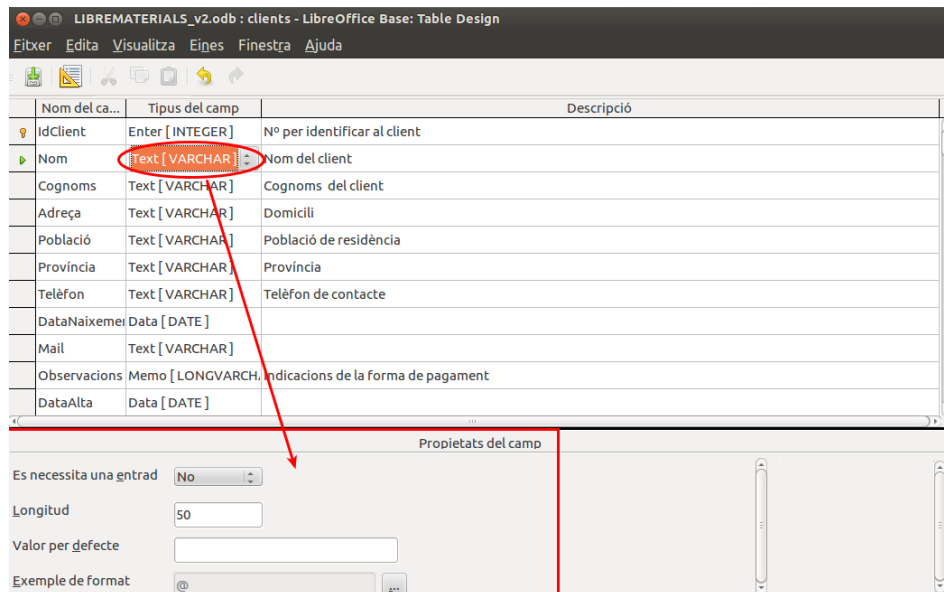 LIBREMATERIALS_v2.odb : clients - LibreOffice Base: Table Design
Fitxer Edita Visualitza Eines Finestra Ajuda
Nom del ca... Tipus del camp Descripció
IdClient Enter [ INTEGER ] Nº per identificar al client
Nom Text [ VARCHAR ] Nom del client
Cognoms Text [ VARCHAR ] Cognoms del client
Adreça Text [ VARCHAR ] Domicili
Població Text [ VARCHAR ] Població de residència
Província Text [ VARCHAR ] Província
Telèfon Text [ VARCHAR ] Telèfon de contacte
DataNaixemen Data [ DATE ]
Mail Text [ VARCHAR ]
Observacions Memo [ LONGVARCHA Indicacions de la forma de pagament
DataAlta Data [ DATE ]
Propietats del camp
Es necessita una entrad No
Longitud 50
Valor per defecte
Exemple de format @ ...